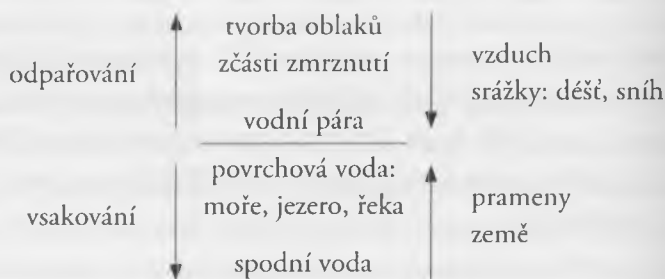 tvorba oblaků
zčásti zmrznutí
odpařování
vzduch
srážky: déšť, sníh
vodní pára
povrchová voda:
moře, jezero, řeka
vsakování
prameny
země
spodní voda